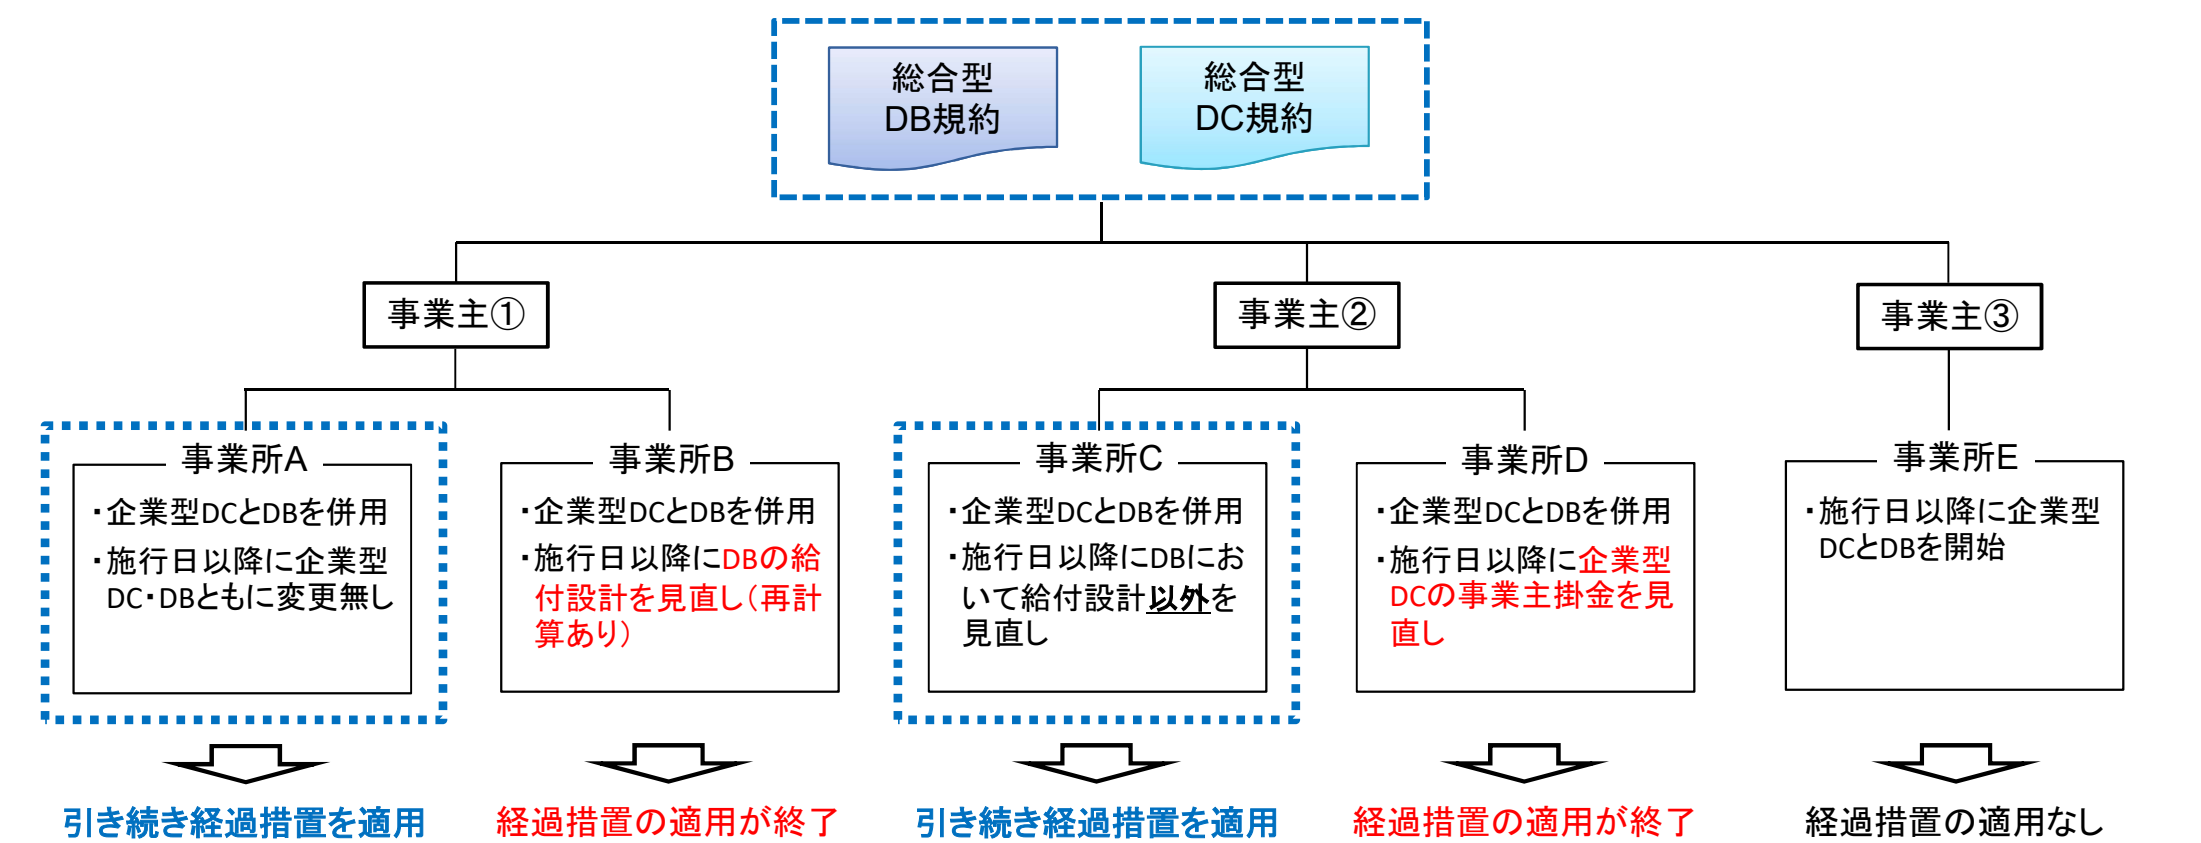 総合型
DB規約
総合型
DC規約
事業主①
事業主②
事業主③
事業所A
・企業型DCとDBを併用
・施行日以降に企業型
DC・DBともに変更無し
引き続き経過措置を適用
事業所B
・企業型DCとDBを併用
・施行日以降にDBの給
付設計を見直し（再計
算あり）
経過措置の適用が終了
事業所C
・企業型DCとDBを併用
・施行日以降にDBにお
いて給付設計以外を
見直し
引き続き経過措置を適用
事業所D
・企業型DCとDBを併用
・施行日以降に企業型
DCの事業主掛金を見
直し
経過措置の適用が終了
事業所E
・施行日以降に企業型
DCとDBを開始
経過措置の適用なし